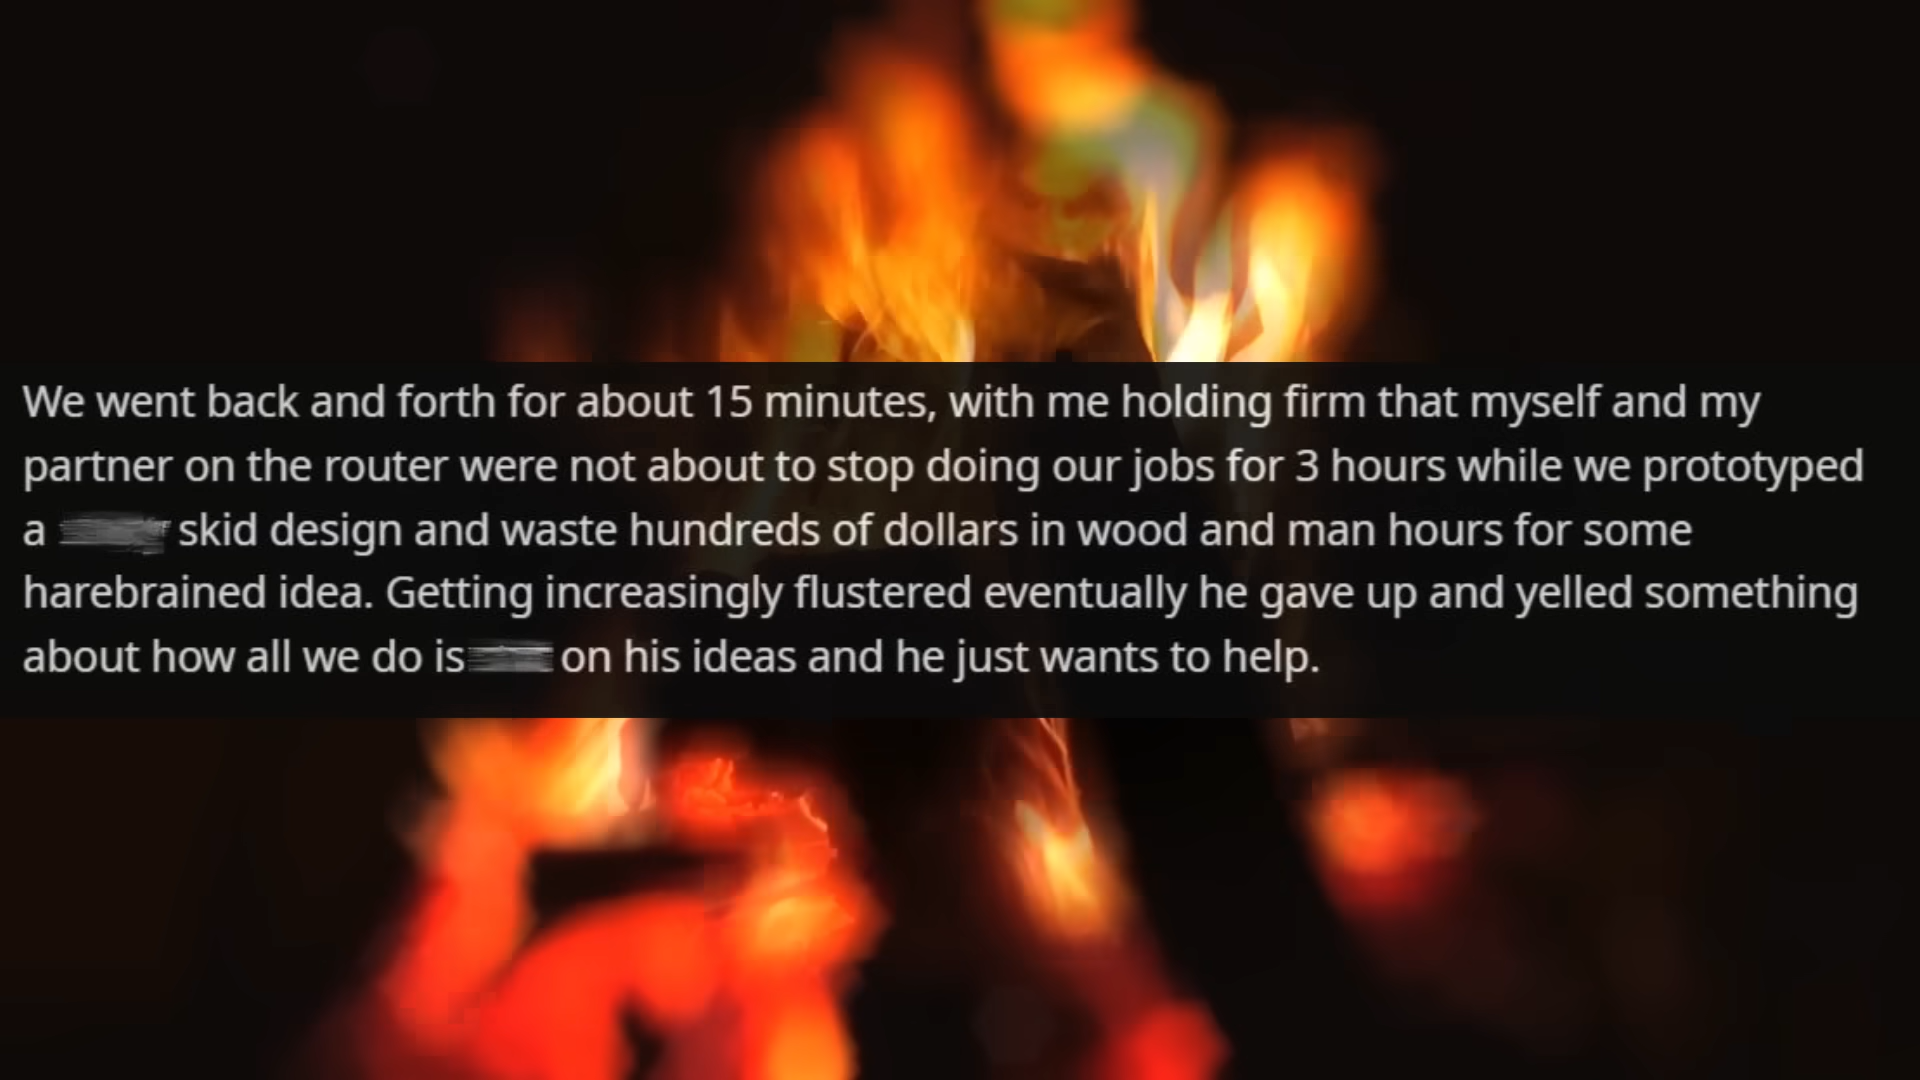 We went back and forth for about 15 minutes, with me holding firm that myself and my
partner on the router were not about to stop doing our jobs for 3 hours while we prototyped
a skid design and waste hundreds of dollars in wood and man hours for some
harebrained idea. Getting increasingly flustered eventually he gave up and yelled something
about how all we do is on his ideas and he just wants to help.